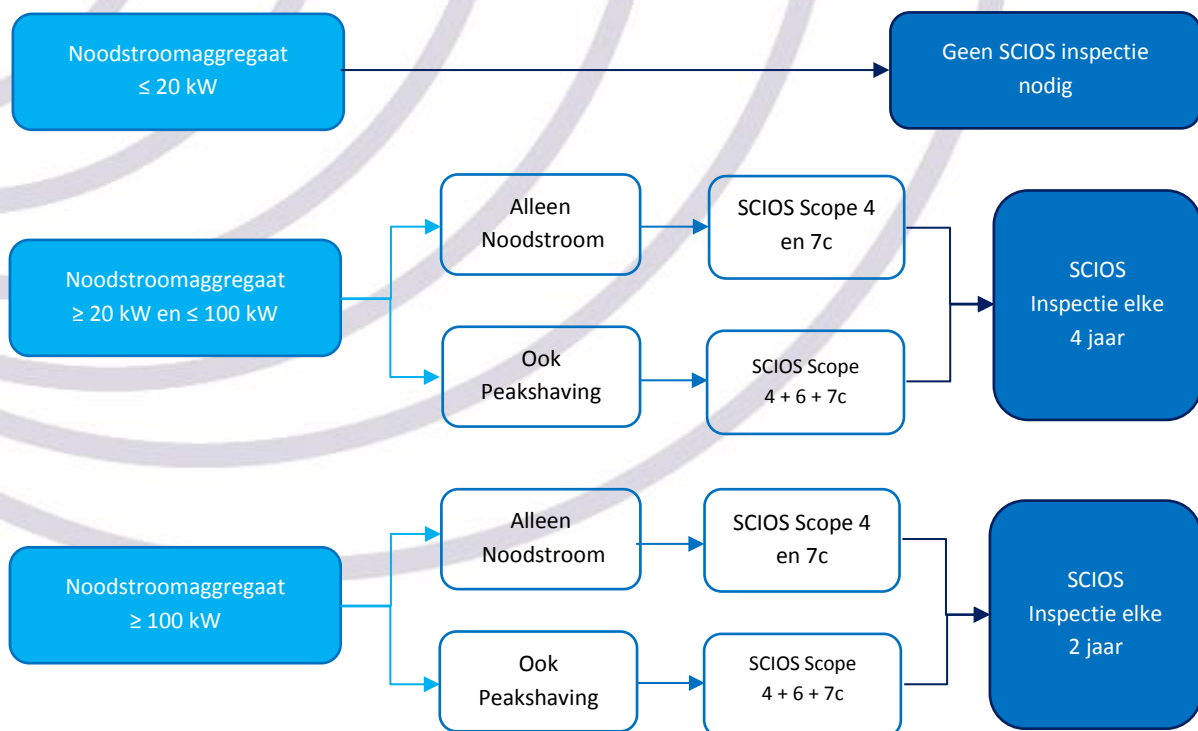 Noodstroomaggregaat
≤ 20 kW
Geen SCIOS inspectie
nodig
Noodstroomaggregaat
≥ 20 kW en ≤ 100 kW
Alleen
Noodstroom
SCIOS Scope 4
en 7c
Ook
Peakshaving
SCIOS Scope
4 + 6 + 7c
SCIOS
Inspectie elke
4 jaar
Noodstroomaggregaat
≥ 100 kW
Alleen
Noodstroom
SCIOS Scope 4
en 7c
Ook
Peakshaving
SCIOS Scope
4 + 6 + 7c
SCIOS
Inspectie elke
2 jaar